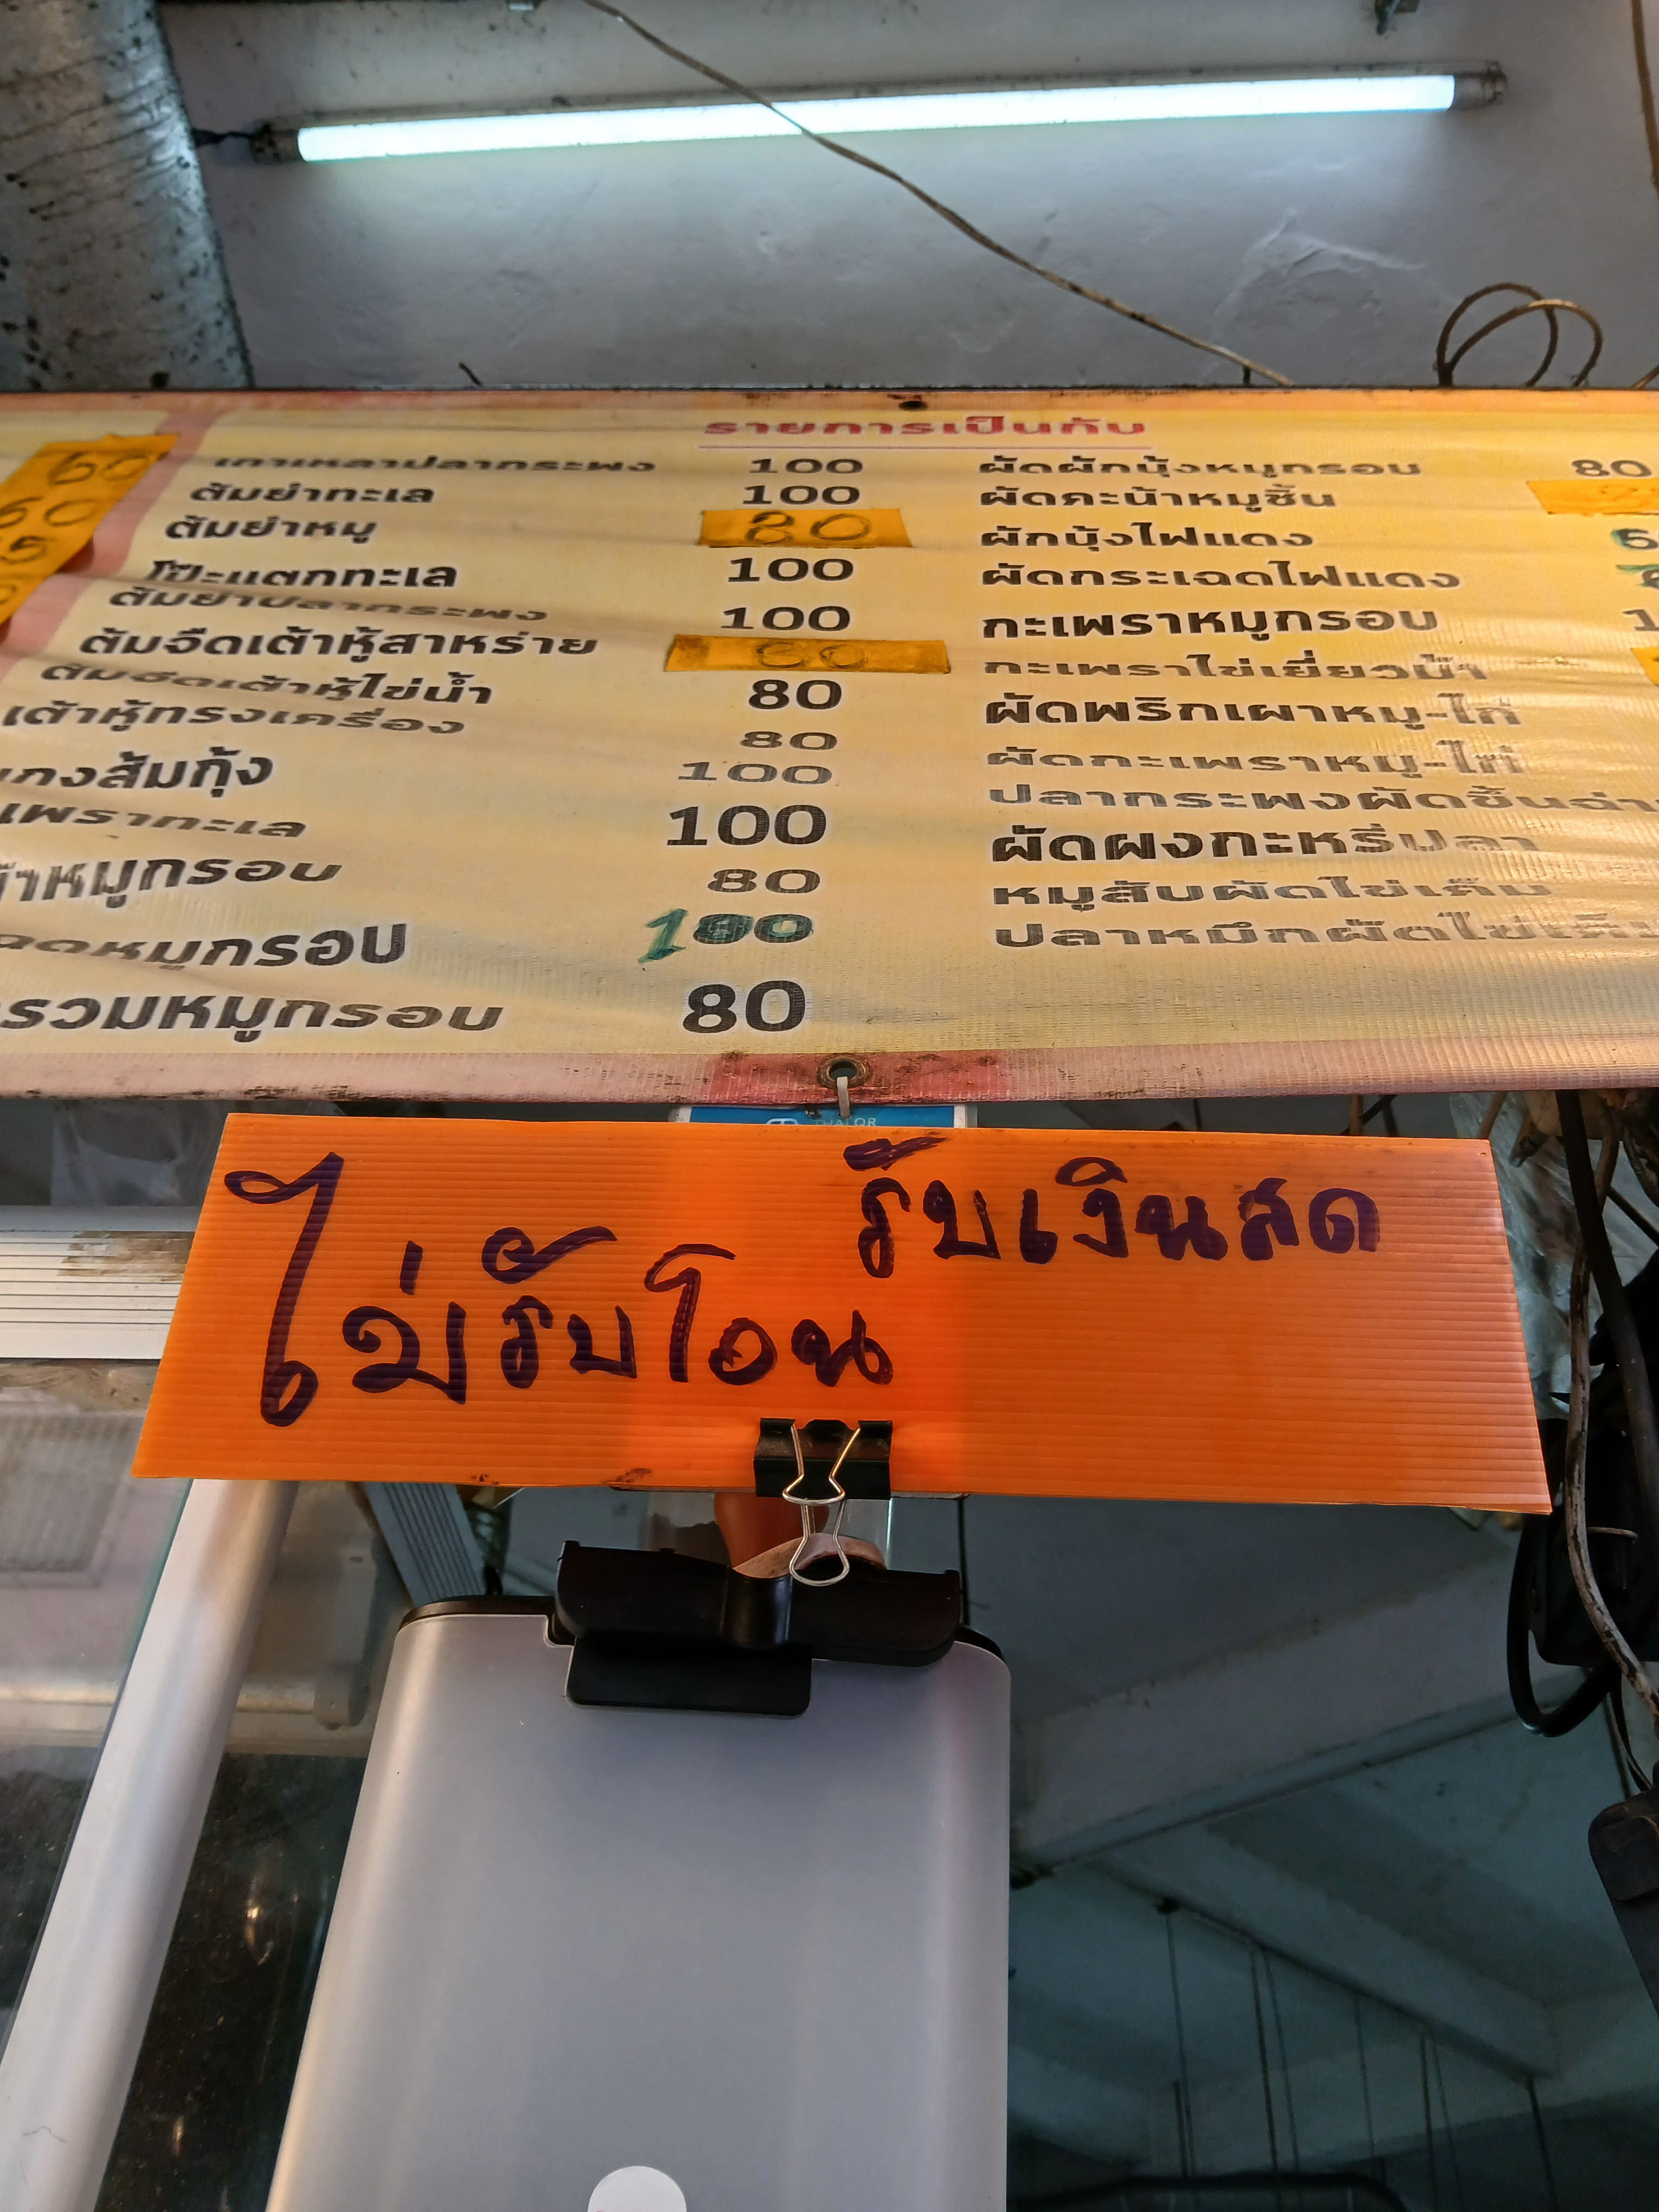 รายการเป็นกับ
60
เกาเหลาปลากระพง 100 ผัดผักบุ้งหมูกรอบ 80
ต้มยำทะเล 100 ผัดคะน้าหมูชิ้น
ต้มยำหมู 80 ผักบุ้งไฟแดง
โป๊ะแตกทะเล 100 ผัดกระเฉดไฟแดง
ต้มยำปลากระพง 100 กะเพราหมูกรอบ
ต้มจืดเต้าหู้สาหร่าย 60 กะเพราไข่เยี่ยวม้า
ต้มจืดเต้าหู้ไข่น้ำ 80 ผัดพริกเผาหมู-ไก่
เต้าหู้ทรงเครื่อง 80 ผัดกะเพราหมู-ไก่
แกงส้มกุ้ง 100 ปลากระพงผัดขึ้นฉ่าย
เพราทะเล 100 ผัดผงกะหรี่ปลา
หมูกรอบ 80 หมูสับผัดไข่เค็ม
หมูกรอบ 100 ปลาหมึกผัดไข่เค็ม
รวมหมูกรอบ 80
THAI QR
รับเงินสด
ไม่รับโอน